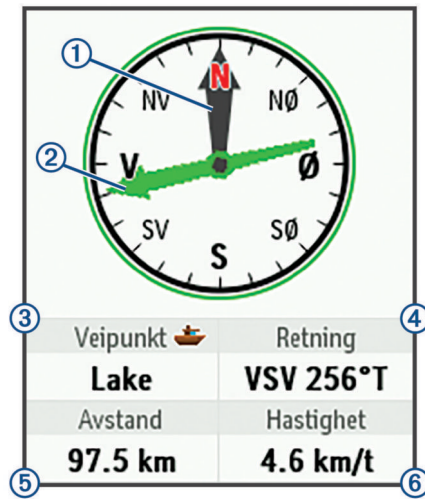 ①
N
NV NØ
②
V Ø
SV SØ
S
③ ④
Veipunkt Retning
Lake VSV 256°T
Avstand Hastighet
97.5 km 4.6 km/t
⑤ ⑥